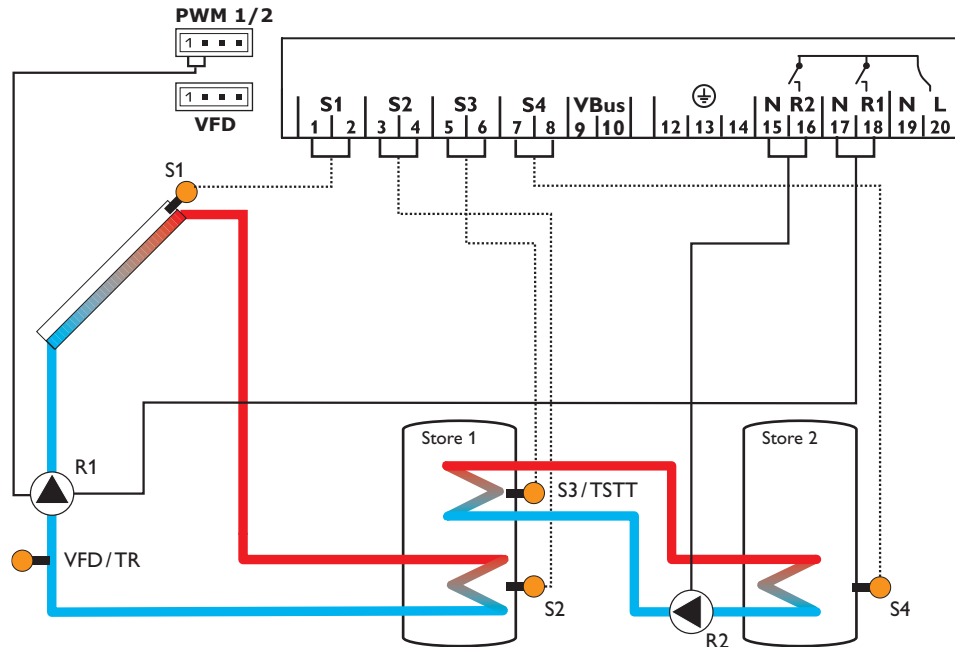 PWM 1/2
1
1
VFD
S1 S2 S3 S4 VBus N R2 N R1 N L
1 2 3 4 5 6 7 8 9 10 12 13 14 15 16 17 18 19 20
S1
Store 1
Store 2
R1
S3/TSTT
VFD/TR
S2
S4
R2